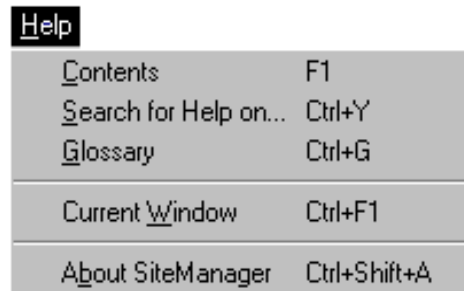 Help
Contents F1
Search for Help on... Ctrl+Y
Glossary Ctrl+G
Current Window Ctrl+F1
About SiteManager Ctrl+Shift+A